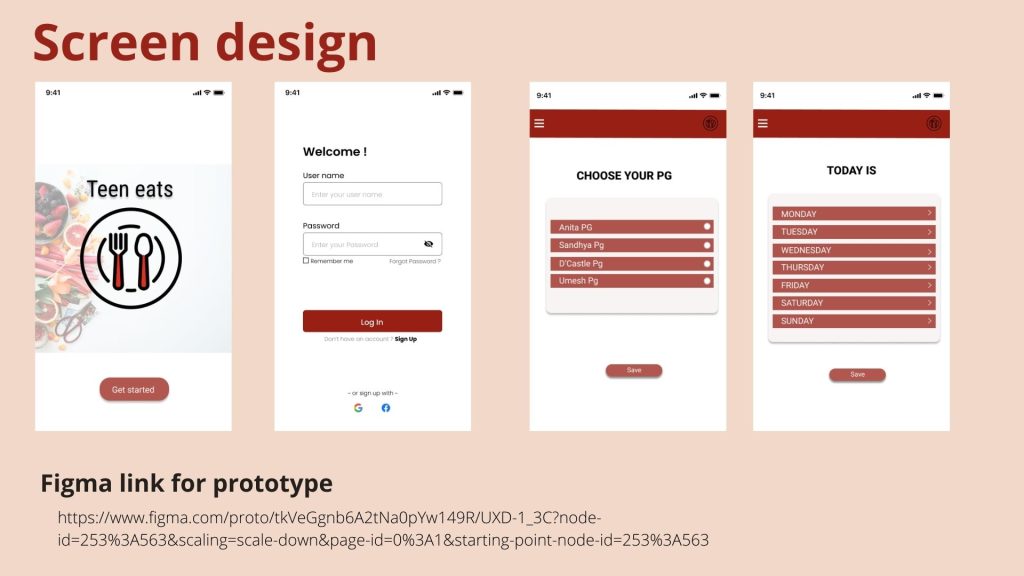 Screen design
9:41
Teen eats
Get started
9:41
Welcome !
User name
Enter your user name
Password
Enter your Password
Remember me
Forgot Password ?
Log In
Don't have on account ? Sign Up
- or sign up with -
9:41
CHOOSE YOUR PG
Anita PG
Sandhya Pg
D'Castle Pg
Umesh Pg
Save
9:41
TODAY IS
MONDAY
TUESDAY
WEDNESDAY
THURSDAY
FRIDAY
SATURDAY
SUNDAY
Save
Figma link for prototype
https://www.figma.com/proto/tkVeGgnb6A2tNa0pYw149R/UXD-1_3C?node-
id=253%3A563&scaling=scale-down&page-id=0%3A1&starting-point-node-id=253%3A563